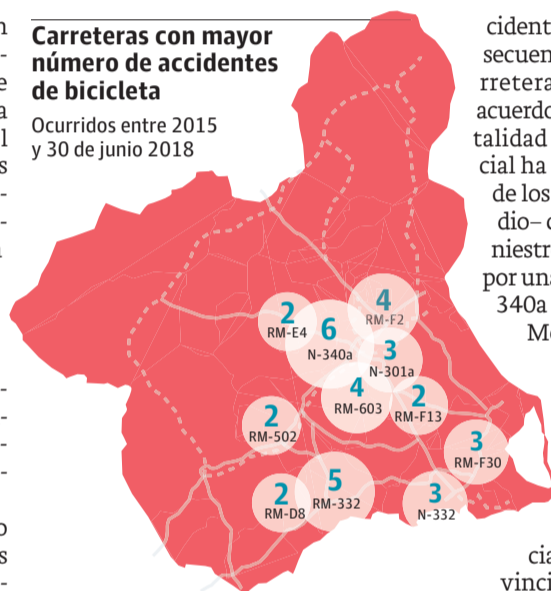 Carreteras con mayor
número de accidentes
de bicicleta
Ocurridos entre 2015
y 30 de junio 2018
4
RM-F2
2
RM-E4
6
N-340a
3
N-301a
4
RM-603
2
RM-F13
2
RM-502
3
RM-F30
5
RM-332
2
RM-D8
3
N-332
cident
secuen
rretera
acuerdo
talidad
cial ha
de los
dio– c
niestr
por una
340a
Me
cia
vinci